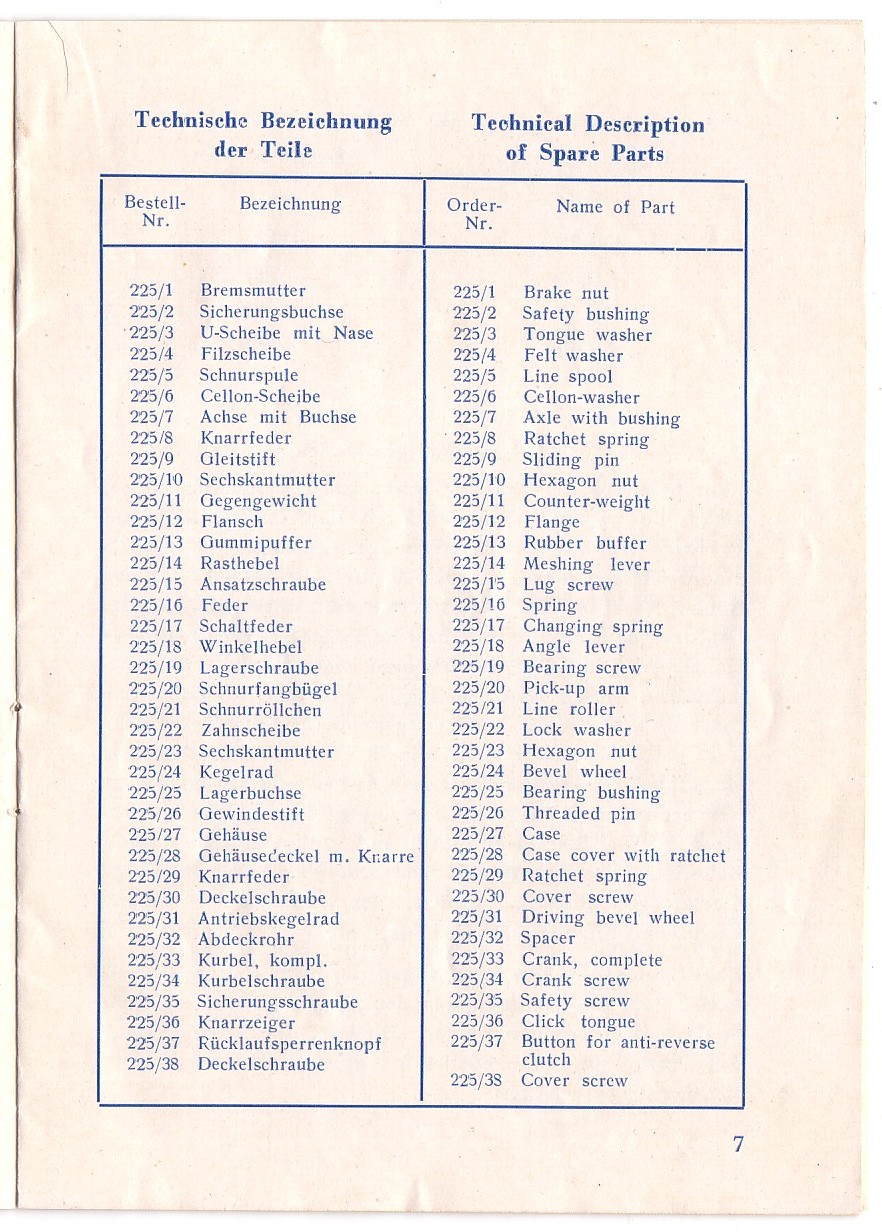 Technische Bezeichnung
der Teile
Bestell-
Nr.
Bezeichnung
225/1 Bremsmutter
225/2 Sicherungsbuchse
225/3 U-Scheibe mit Nase
225/4 Filzscheibe
225/5 Schnurspule
225/6 Cellon-Scheibe
225/7 Achse mit Buchse
225/8 Knarrfeder
225/9 Gleitstift
225/10 Sechskantmutter
225/11 Gegengewicht
225/12 Flansch
225/13 Gummipuffer
225/14 Rasthebel
225/15 Ansatzschraube
225/16 Feder
225/17 Schaltfeder
225/18 Winkelhebel
225/19 Lagerschraube
225/20 Schnurfangbügel
225/21 Schnurröllchen
225/22 Zahnscheibe
225/23 Sechskantmutter
225/24 Kegelrad
225/25 Lagerbuchse
225/26 Gewindestift
225/27 Gehäuse
225/28 Gehäusedeckel m. Knarre
225/29 Knarrfeder
225/30 Deckelschraube
225/31 Antriebskegelrad
225/32 Abdeckrohr
225/33 Kurbel, kompl.
225/34 Kurbelschraube
225/35 Sicherungsschraube
225/36 Knarrzeiger
225/37 Rücklaufsperrenknopf
225/38 Deckelschraube
Technical Description
of Spare Parts
Order-
Nr.
Name of Part
225/1 Brake nut
225/2 Safety bushing
225/3 Tongue washer
225/4 Felt washer
225/5 Line spool
225/6 Cellon-washer
225/7 Axle with bushing
225/8 Ratchet spring
225/9 Sliding pin
225/10 Hexagon nut
225/11 Counter-weight
225/12 Flange
225/13 Rubber buffer
225/14 Meshing lever
225/15 Lug screw
225/16 Spring
225/17 Changing spring
225/18 Angle lever
225/19 Bearing screw
225/20 Pick-up arm
225/21 Line roller
225/22 Lock washer
225/23 Hexagon nut
225/24 Bevel wheel
225/25 Bearing bushing
225/26 Threaded pin
225/27 Case
225/28 Case cover with ratchet
225/29 Ratchet spring
225/30 Cover screw
225/31 Driving bevel wheel
225/32 Spacer
225/33 Crank, complete
225/34 Crank screw
225/35 Safety screw
225/36 Click tongue
225/37 Button for anti-reverse
clutch
225/38 Cover screw
7